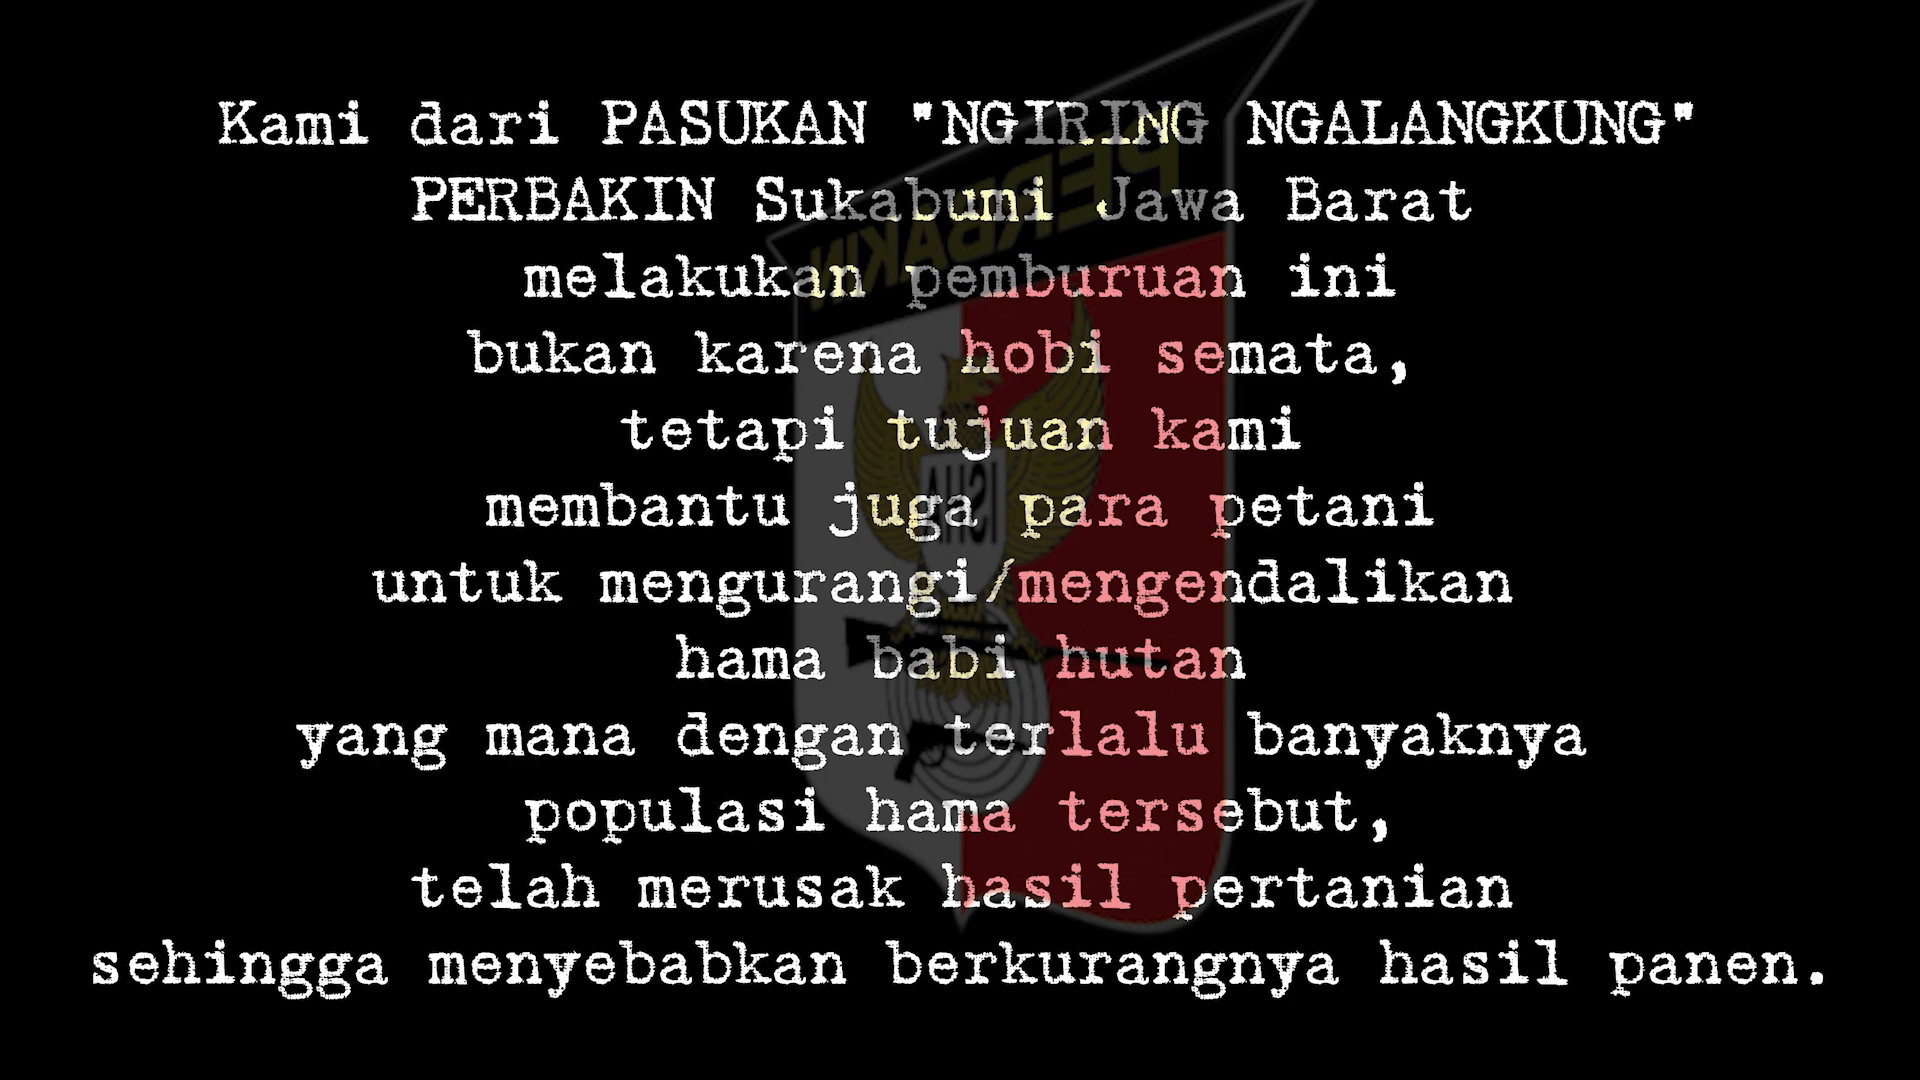 Kami dari PASUKAN "NGIRING NGALANGKUNG"
PERBAKIN Sukabumi Jawa Barat
melakukan pemburuan ini
bukan karena hobi semata,
tetapi tujuan kami
membantu juga para petani
untuk mengurangi/mengendalikan
hama babi hutan
yang mana dengan terlalu banyaknya
populasi hama tersebut,
telah merusak hasil pertanian
sehingga menyebabkan berkurangnya hasil panen.
PERBAKIN